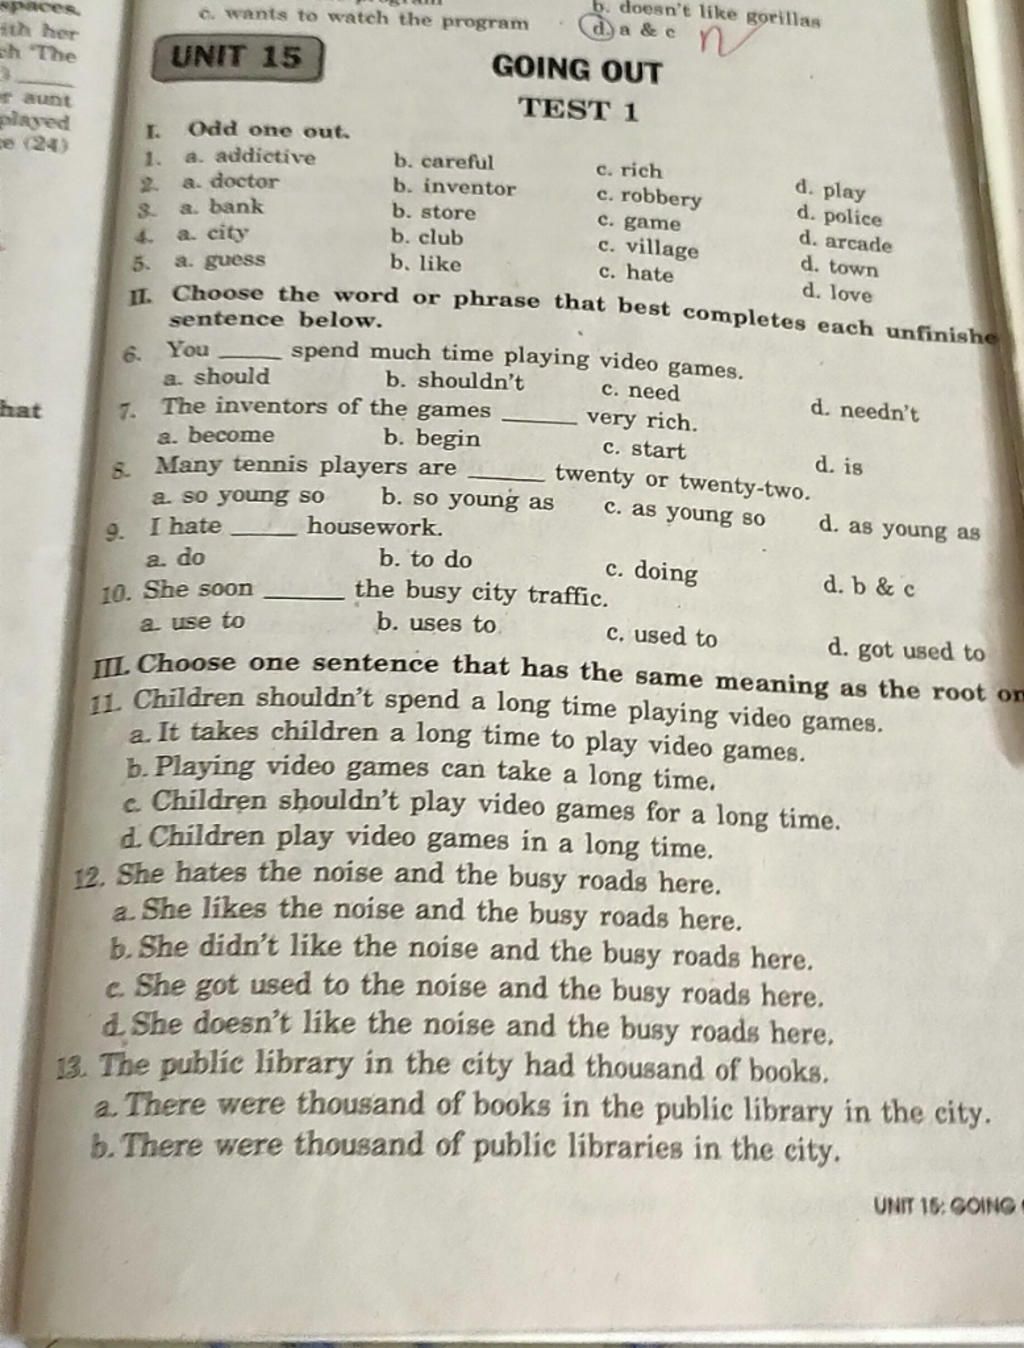 spaces.
c. wants to watch the program
b. doesn't like gorillas
ith her
d. a & c
ch "The
UNIT 15
GOING OUT
TEST 1
r aunt
played
e (24)
I. Odd one out.
1. a. addictive b. careful c. rich d. play
2. a. doctor b. inventor c. robbery d. police
3. a. bank b. store c. game d. arcade
4. a. city b. club c. village d. town
5. a. guess b. like c. hate d. love
II. Choose the word or phrase that best completes each unfinishe
sentence below.
6. You _____ spend much time playing video games.
a. should b. shouldn't c. need d. needn't
hat
7. The inventors of the games _____ very rich.
a. become b. begin c. start d. is
8. Many tennis players are _____ twenty or twenty-two.
a. so young so b. so young as c. as young so d. as young as
9. I hate _____ housework.
a. do b. to do c. doing d. b & c
10. She soon _____ the busy city traffic.
a. use to b. uses to c. used to d. got used to
III. Choose one sentence that has the same meaning as the root on
11. Children shouldn't spend a long time playing video games.
a. It takes children a long time to play video games.
b. Playing video games can take a long time.
c. Children shouldn't play video games for a long time.
d. Children play video games in a long time.
12. She hates the noise and the busy roads here.
a. She likes the noise and the busy roads here.
b. She didn't like the noise and the busy roads here.
c. She got used to the noise and the busy roads here.
d. She doesn't like the noise and the busy roads here.
13. The public library in the city had thousand of books.
a. There were thousand of books in the public library in the city.
b. There were thousand of public libraries in the city.
UNIT 15: GOING